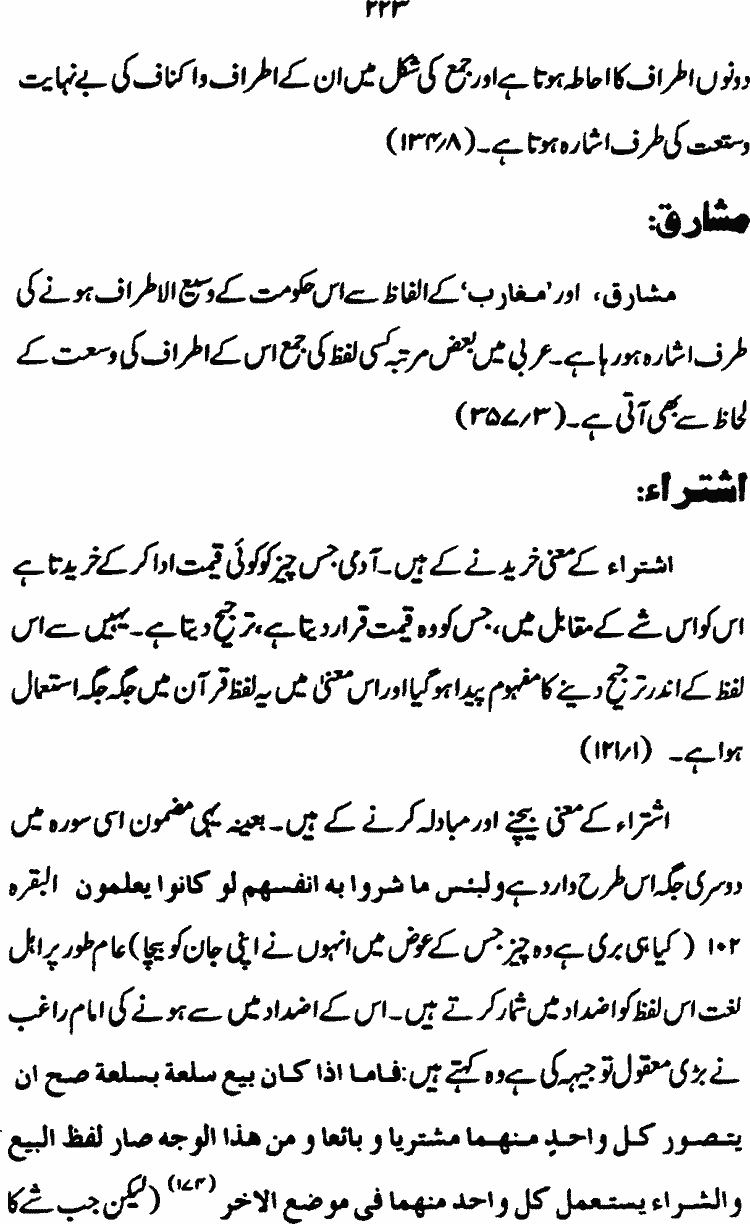 ۲۲۳
دونوں اطراف کا احاطہ ہوتا ہے اور جمع کی شکل میں ان کے اطراف و اکناف کی بے نہایت
وسعت کی طرف اشارہ ہوتا ہے۔ (۱۳۴/۸)
مشارق:
مشارق، اور 'مغارب' کے الفاظ سے اس حکومت کے وسیع الاطراف ہونے کی
طرف اشارہ ہو رہا ہے۔ عربی میں بعض مرتبہ کسی لفظ کی جمع اس کے اطراف کی وسعت کے
لحاظ سے بھی آتی ہے۔ (۳۵۷/۳)
اشتراء:
اشتراء کے معنی خریدنے کے ہیں۔ آدمی جس چیز کو کوئی قیمت ادا کر کے خریدتا ہے
اس کو اس شے کے مقابل میں، جس کو وہ قیمت قرار دیتا ہے، ترجیح دیتا ہے۔ یہیں سے اس
لفظ کے اندر ترجیح دینے کا مفہوم پیدا ہو گیا اور اس معنیٰ میں یہ لفظ قرآن میں جگہ جگہ استعمال
ہوا ہے۔ (۱۲۱/۱)
اشتراء کے معنی بیچنے اور مبادلہ کرنے کے ہیں۔ بعینہ یہی مضمون اسی سورہ میں
دوسری جگہ اس طرح وارد ہے ولبئس ما شروا به انفسهم لو كانوا يعلمون البقره
۱۰۲ (کیا ہی بری ہے وہ چیز جس کے عوض میں انہوں نے اپنی جان کو بیچا) عام طور پر اہل
لغت اس لفظ کو اضداد میں شمار کرتے ہیں۔ اس کے اضداد میں سے ہونے کی امام راغب
نے بڑی معقول توجیہہ کی ہے وہ کہتے ہیں: فاما اذا كان بيع سلعة بسلعة صح ان
يتصور كل واحدٍ منهما مشتريا و بائعا و من هذا الوجه صار لفظ البيع
والشراء يستعمل كل واحد منهما فى موضع الاخر (۱۷۴) (لیکن جب شے کا